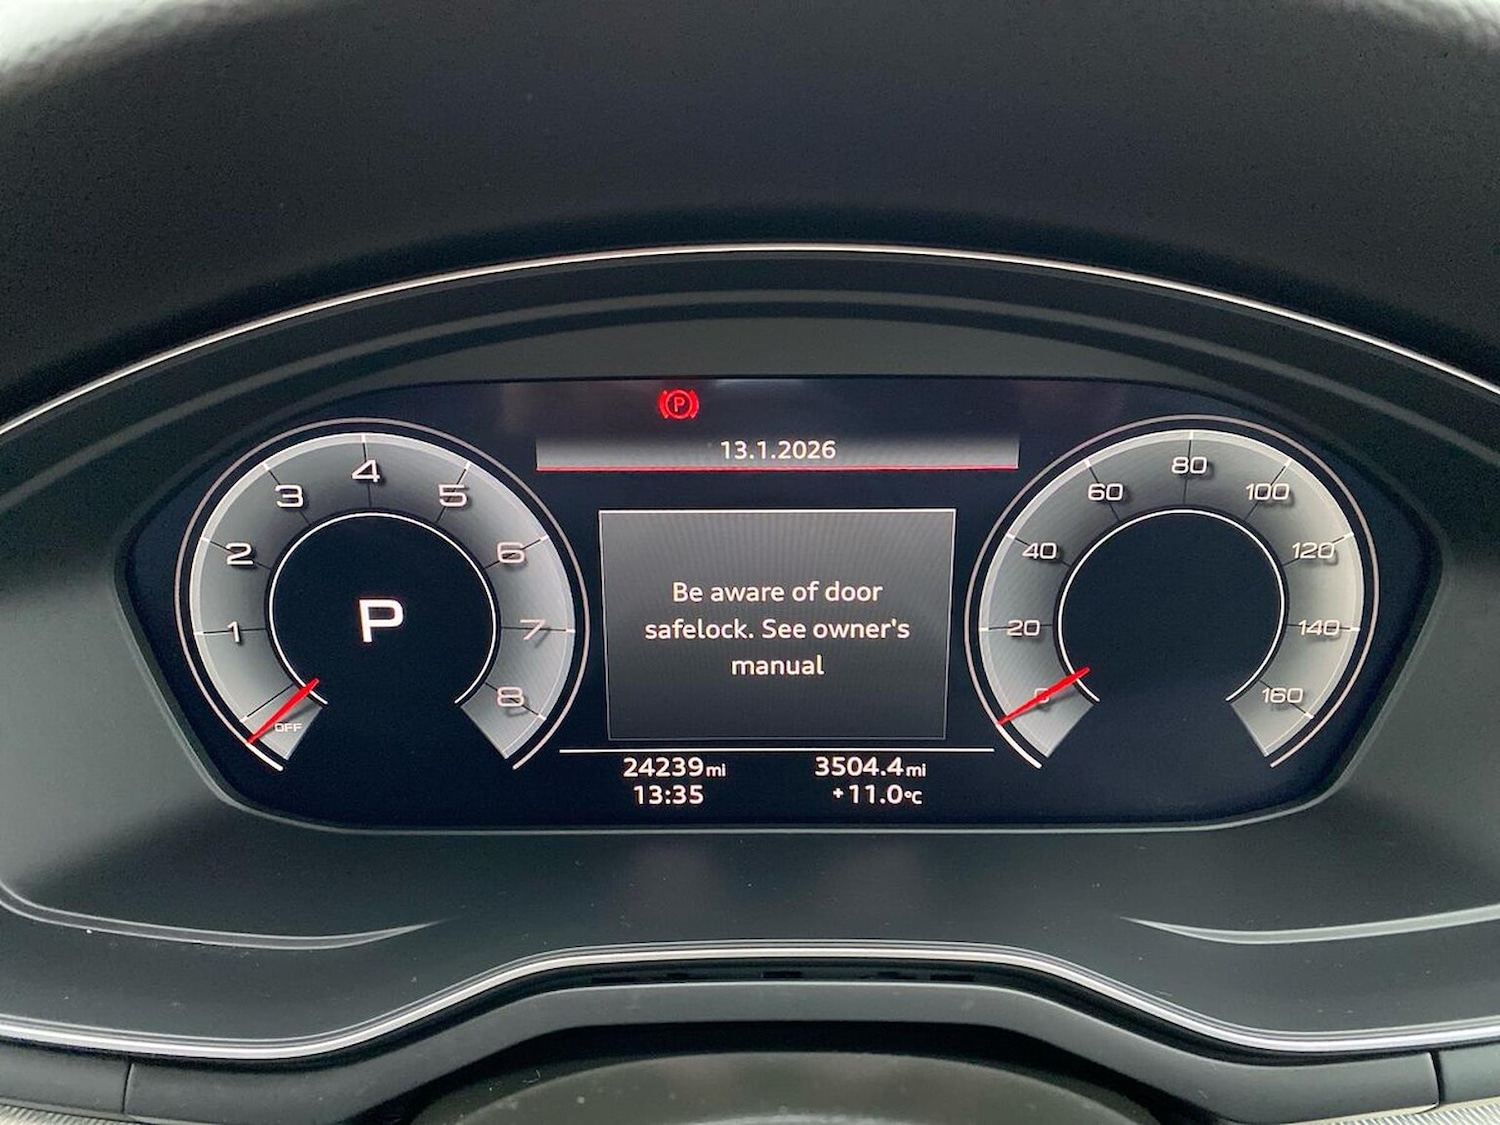 P
13.1.2026
1
2
3
4
5
6
7
8
OFF
P
Be aware of door
safelock. See owner's
manual
0
20
40
60
80
100
120
140
160
24239mi 3504.4mi
13:35 +11.0°C